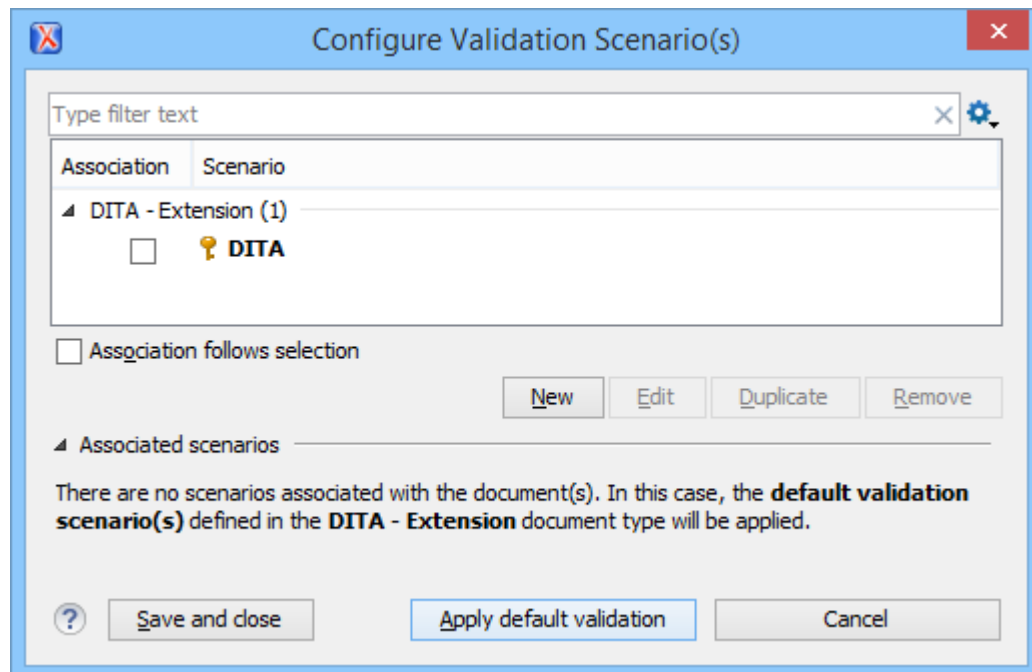 Configure Validation Scenario(s)
Type filter text
Association Scenario
DITA - Extension (1)
DITA
Association follows selection
New Edit Duplicate Remove
Associated scenarios
There are no scenarios associated with the document(s). In this case, the default validation
scenario(s) defined in the DITA - Extension document type will be applied.
? Save and close Apply default validation Cancel